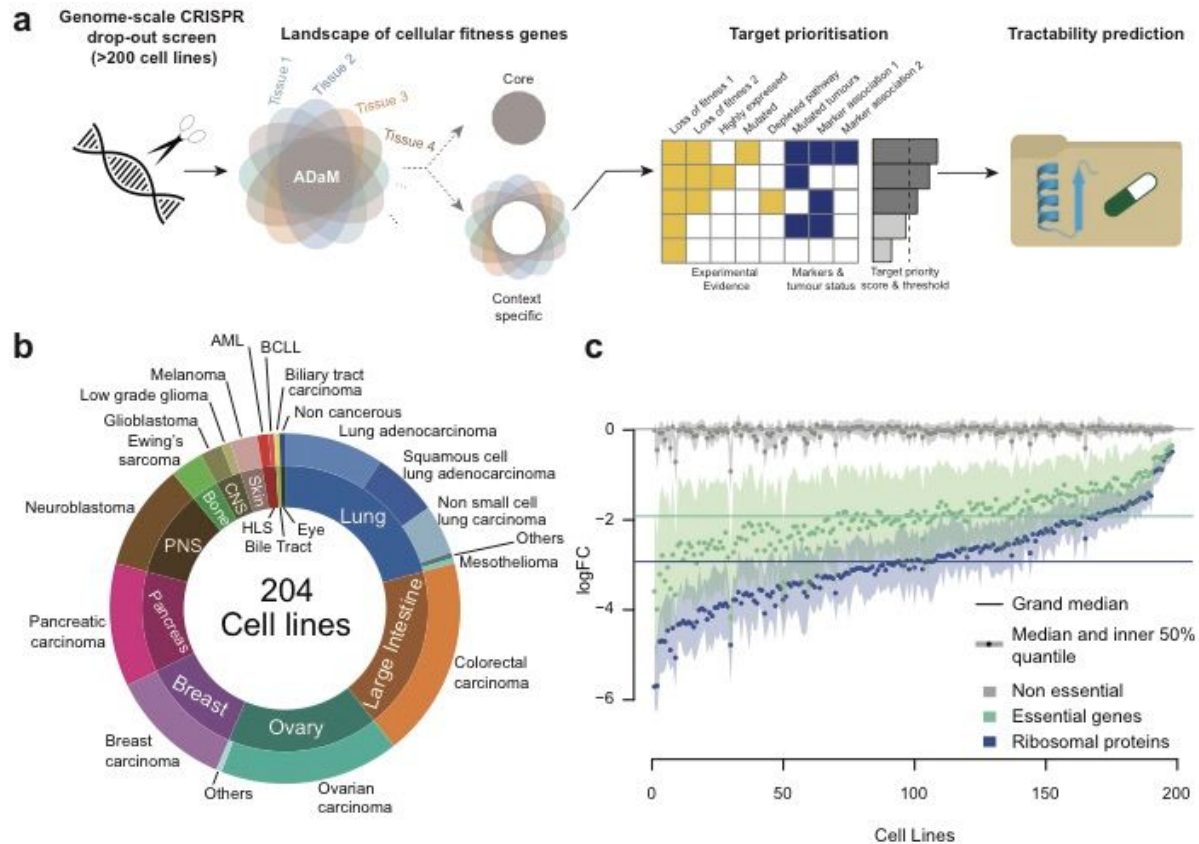 a
Genome-scale CRISPR
drop-out screen
(>200 cell lines)
Landscape of cellular fitness genes
Target prioritisation
Tractability prediction
Tissue 1
Tissue 2
Tissue 3
Tissue 4
...
...
ADaM
Core
Context
specific
Loss of fitness 1
Loss of fitness 2
Highly expressed
Mutated
Depleted pathway
Mutated tumours
Marker association 1
Marker association 2
Experimental
Evidence
Markers &
tumour status
Target priority
score & threshold
b
AML
BCLL
Melanoma
Biliary tract
carcinoma
Low grade glioma
Non cancerous
Glioblastoma
Lung adenocarcinoma
Ewing's
sarcoma
Squamous cell
lung adenocarcinoma
Neuroblastoma
Non small cell
lung carcinoma
Others
Mesothelioma
Pancreatic
carcinoma
Colorectal
carcinoma
Breast
carcinoma
Others
Ovarian
carcinoma
Lung
Large Intestine
Ovary
Breast
Pancreas
PNS
Bone
CNS
Skin
HLS
Eye
Bile Tract
204
Cell lines
c
logFC
0
−2
−4
−6
Grand median
Median and inner 50%
quantile
Non essential
Essential genes
Ribosomal proteins
0 50 100 150 200
Cell Lines